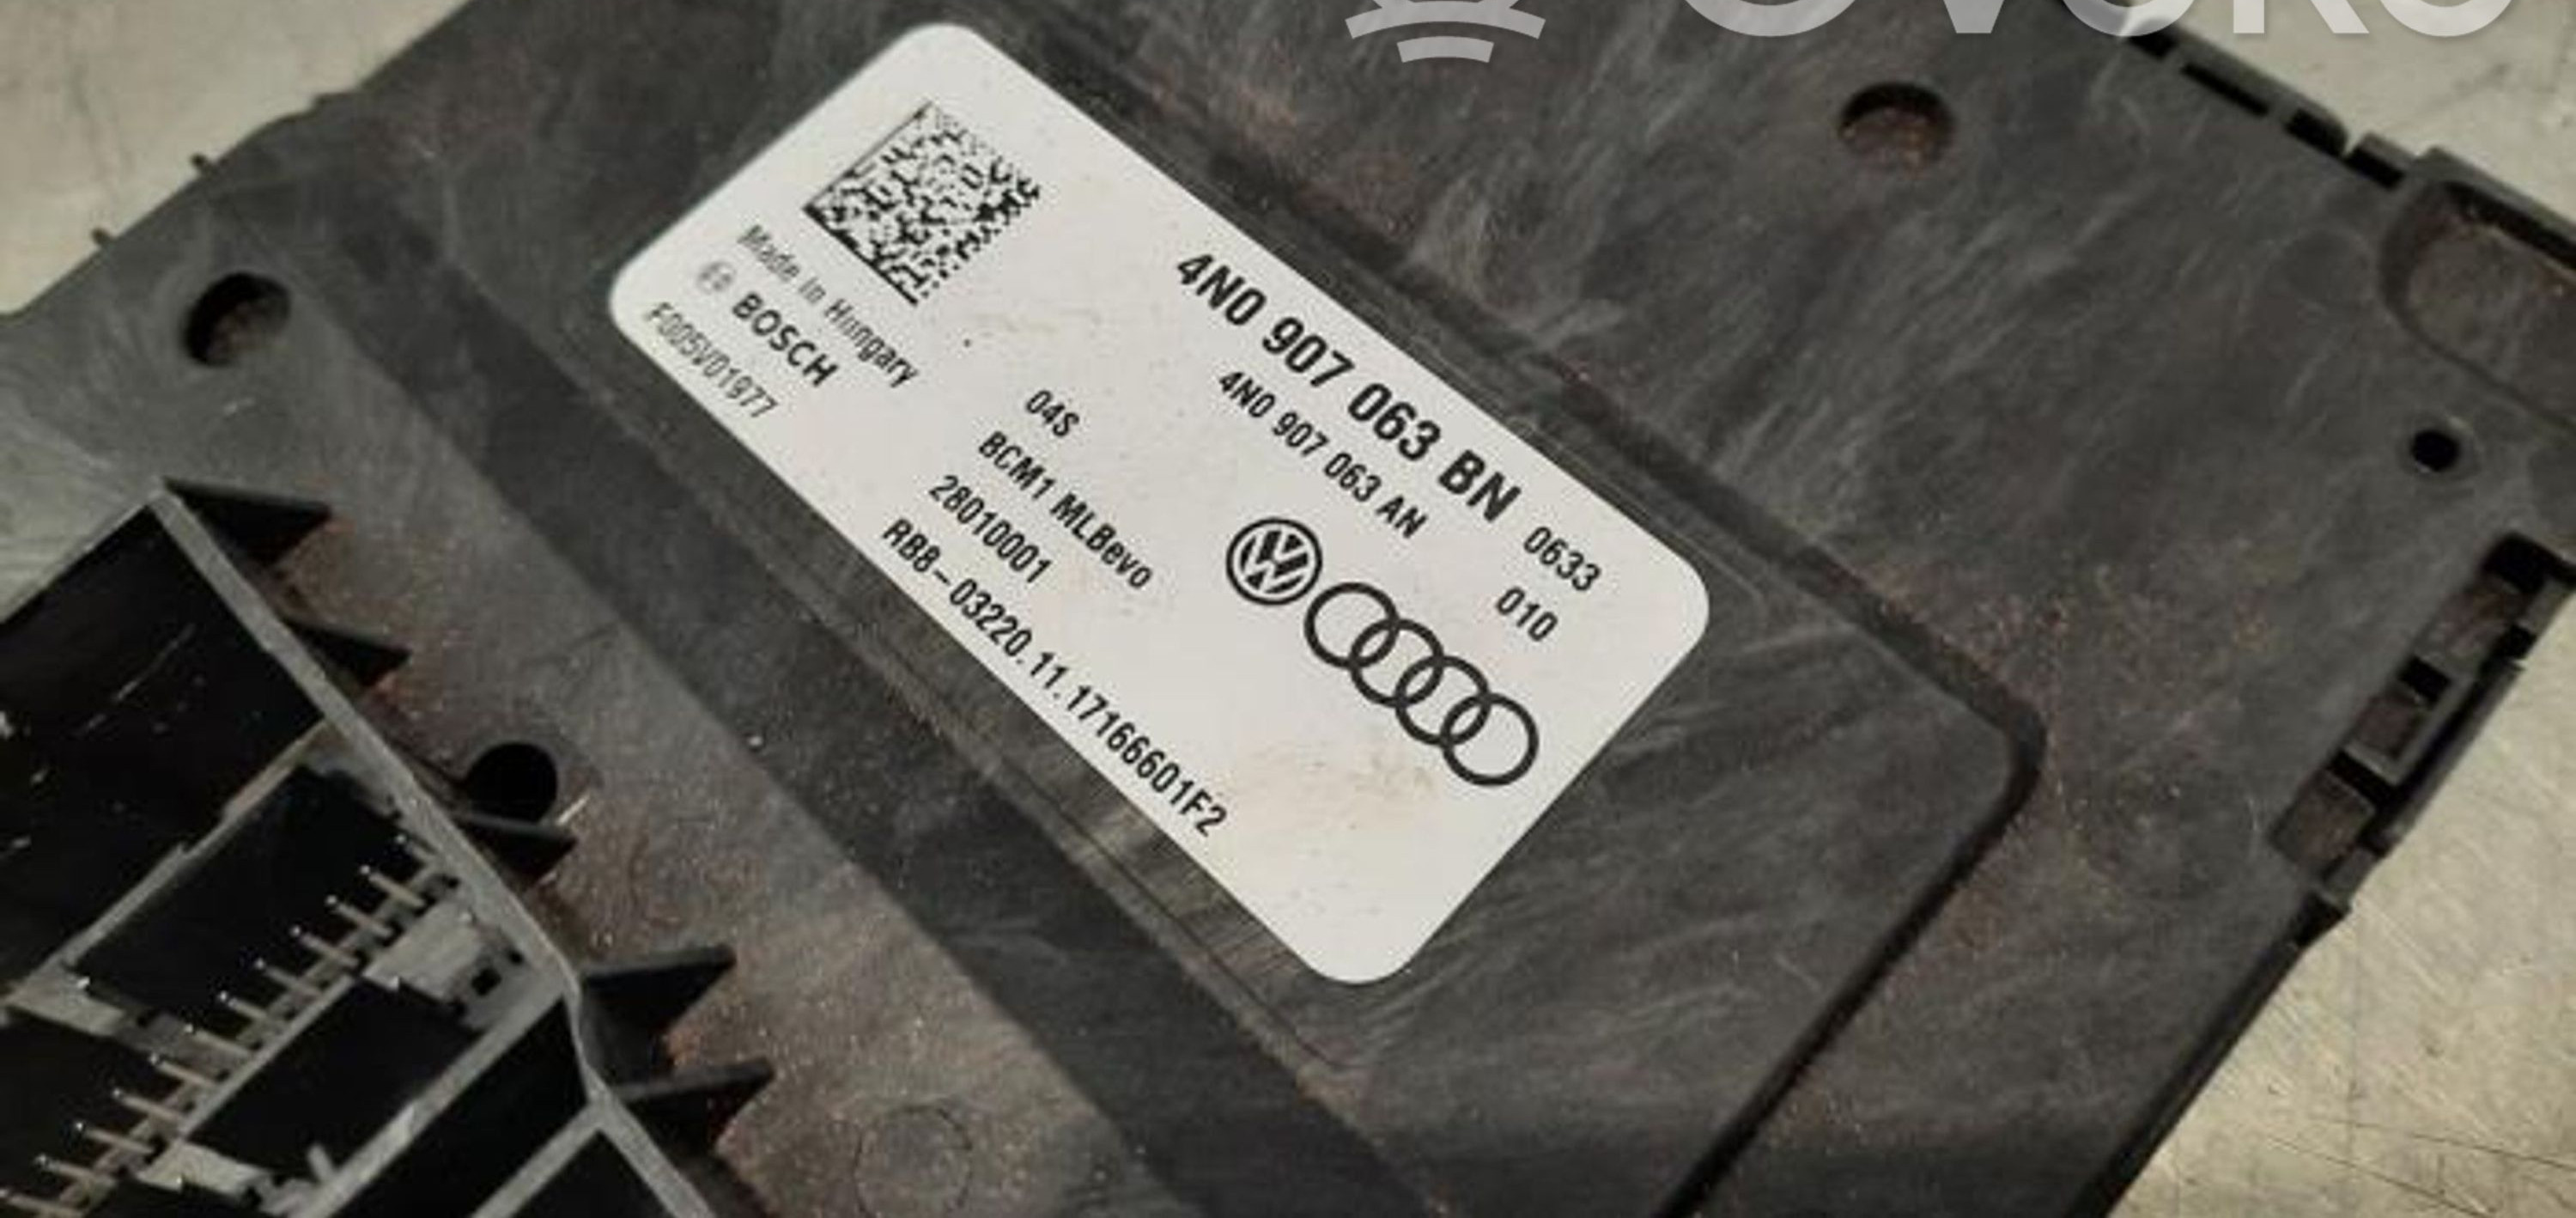 OVOKO
4N0 907 063 BN 0633
4N0 907 063 AN 010
04S
BCM1 MLBevo
28010001
RB8-03220.11.17166601F2
Made in Hungary
BOSCH
F005V01977